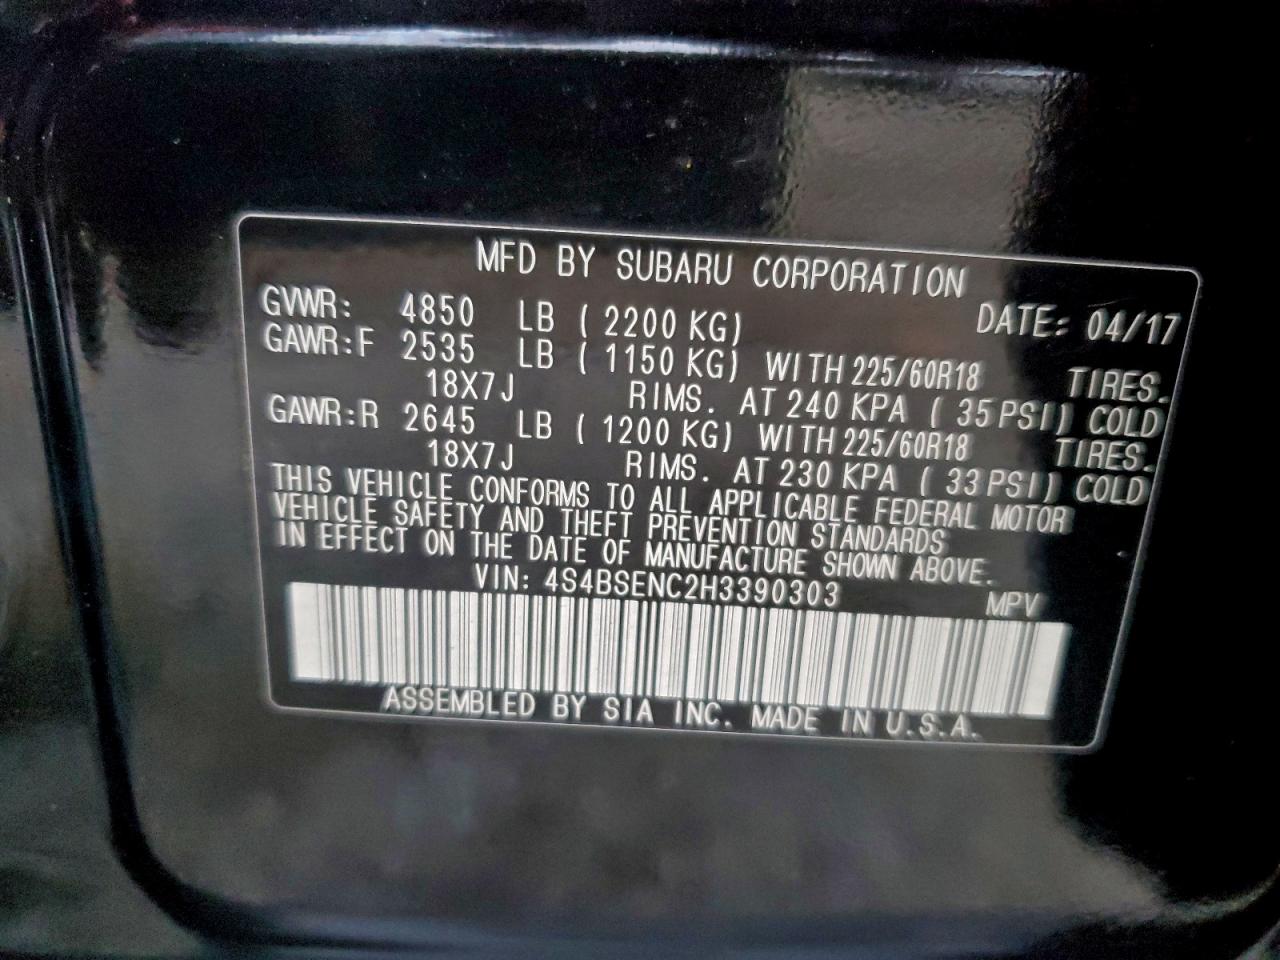 MFD BY SUBARU CORPORATION
GVWR: 4850 LB ( 2200 KG) DATE: 04/17
GAWR:F 2535 LB ( 1150 KG) WITH 225/60R18 TIRES.
18X7J RIMS. AT 240 KPA ( 35 PSI) COLD
GAWR:R 2645 LB ( 1200 KG) WITH 225/60R18 TIRES.
18X7J RIMS. AT 230 KPA ( 33 PSI) COLD
THIS VEHICLE CONFORMS TO ALL APPLICABLE FEDERAL MOTOR
VEHICLE SAFETY AND THEFT PREVENTION STANDARDS
IN EFFECT ON THE DATE OF MANUFACTURE SHOWN ABOVE.
VIN: 4S4BSENC2H3390303 MPV
ASSEMBLED BY SIA INC. MADE IN U.S.A.